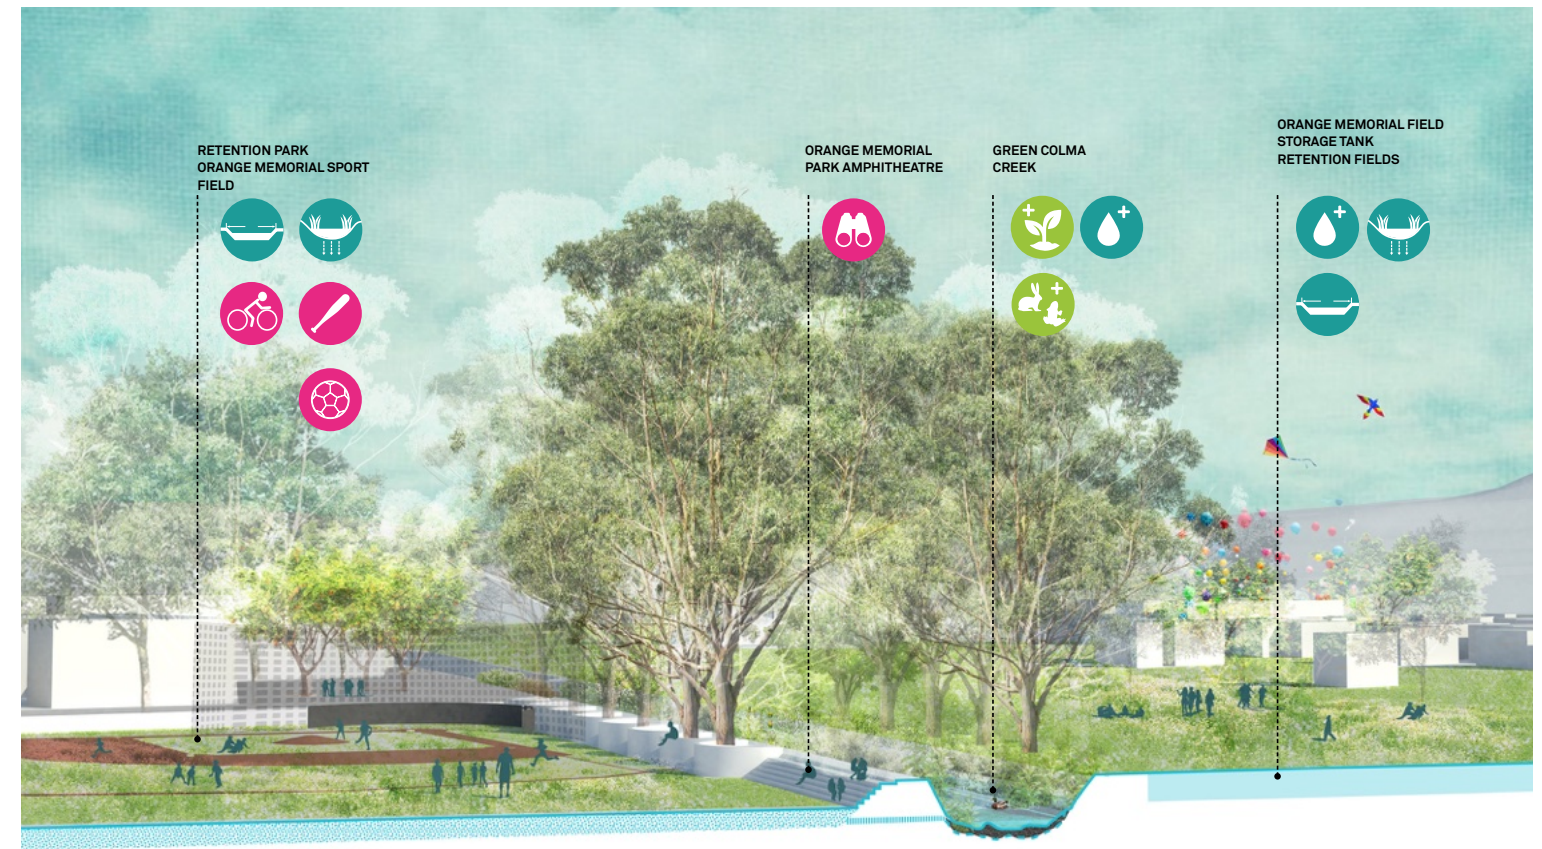 RETENTION PARK
ORANGE MEMORIAL SPORT
FIELD
ORANGE MEMORIAL
PARK AMPHITHEATRE
GREEN COLMA
CREEK
ORANGE MEMORIAL FIELD
STORAGE TANK
RETENTION FIELDS